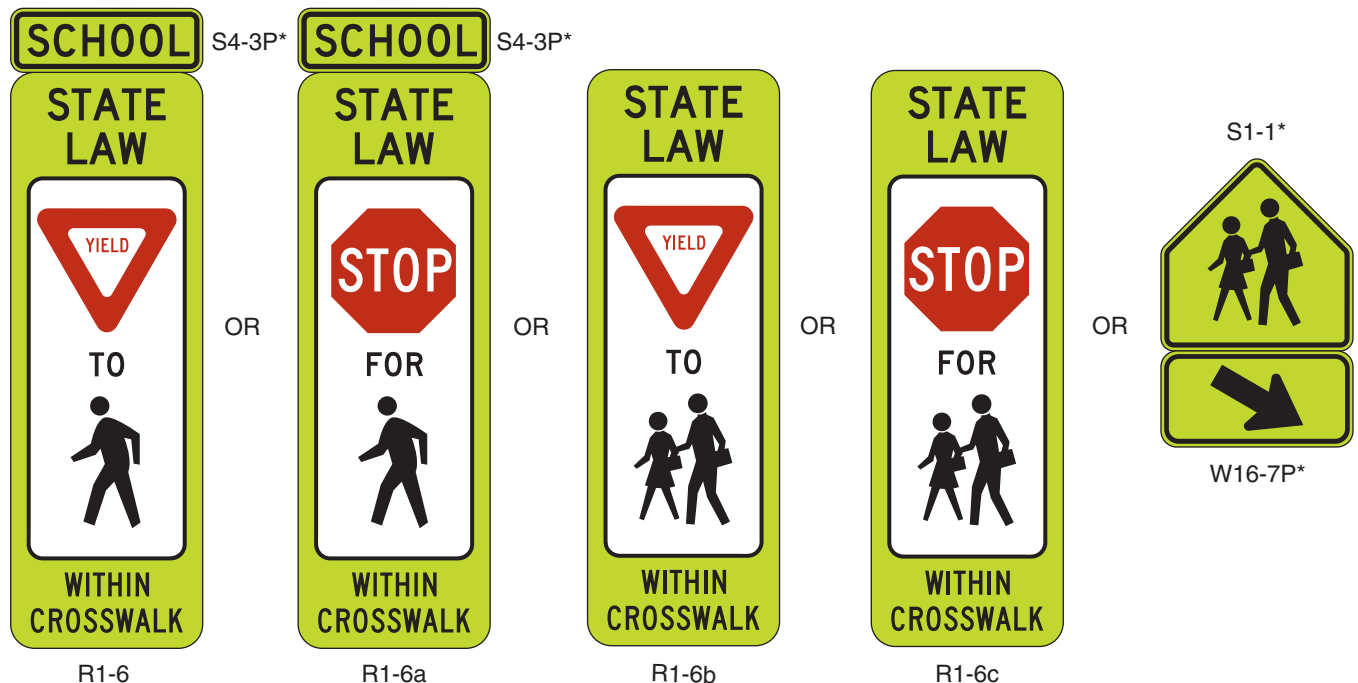 SCHOOL S4-3P*
STATE
LAW
YIELD
TO
WITHIN
CROSSWALK
R1-6
OR
SCHOOL S4-3P*
STATE
LAW
STOP
FOR
WITHIN
CROSSWALK
R1-6a
OR
STATE
LAW
YIELD
TO
WITHIN
CROSSWALK
R1-6b
OR
STATE
LAW
STOP
FOR
WITHIN
CROSSWALK
R1-6c
OR
S1-1*
W16-7P*